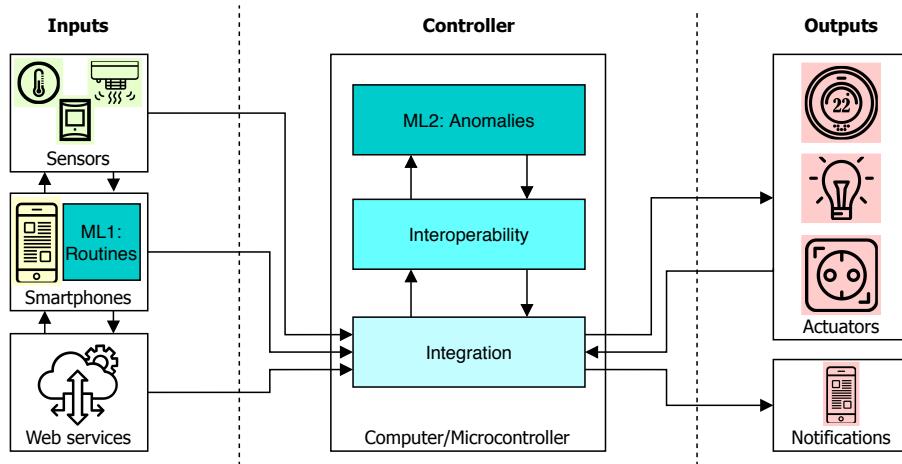 Inputs
Controller
Outputs
Sensors
ML1:
Routines
Smartphones
Web services
ML2: Anomalies
Interoperability
Integration
Computer/Microcontroller
22
Actuators
Notifications